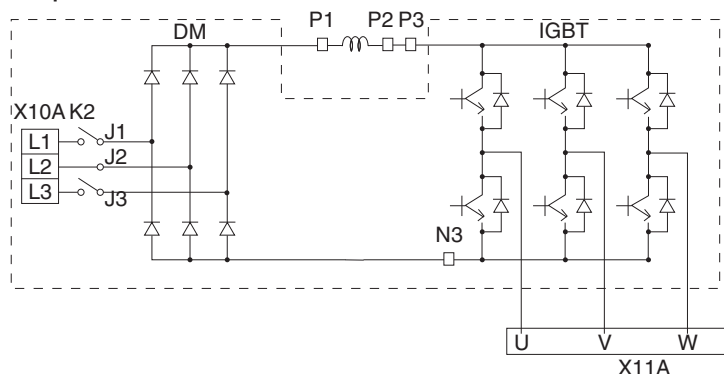 P1 P2 P3
DM IGBT
X10A K2
L1 J1
L2 J2
L3 J3
N3
U V W
X11A